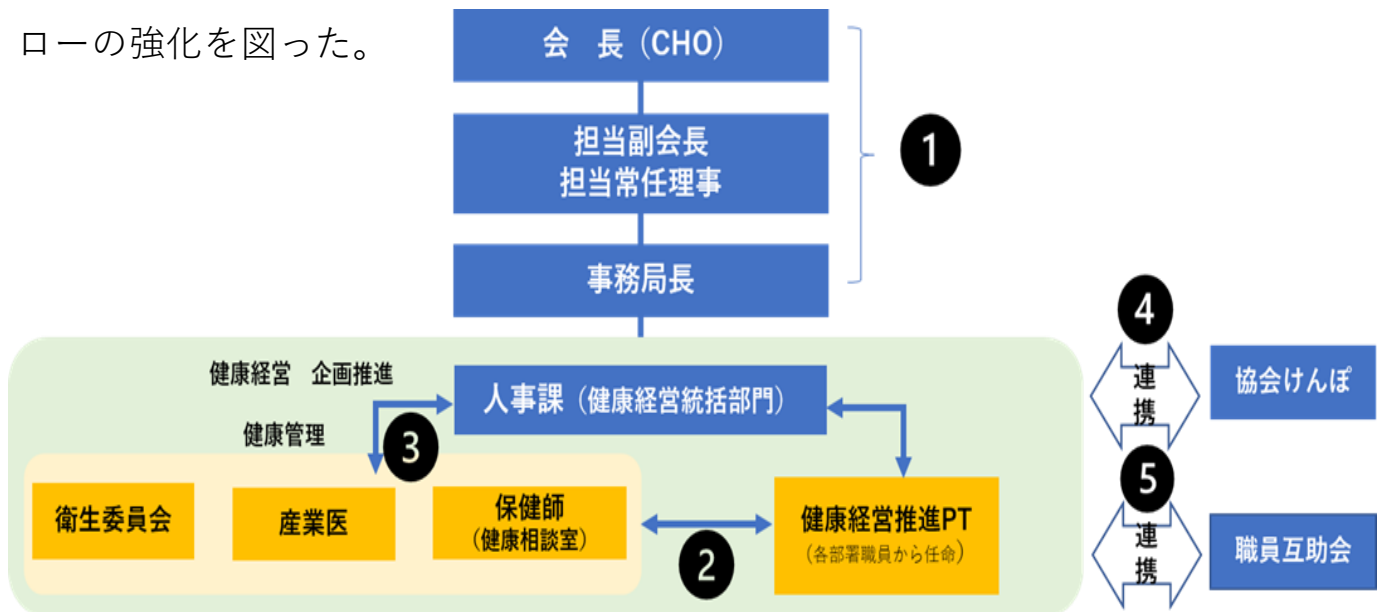 ローの強化を図った。
会　長（CHO）
担当副会長
担当常任理事
1
事務局長
4
健康経営　企画推進
人事課（健康経営統括部門）
連
携
協会けんぽ
健康管理
3
5
衛生委員会
産業医
保健師
（健康相談室）
2
健康経営推進PT
（各部署職員から任命）
連
携
職員互助会